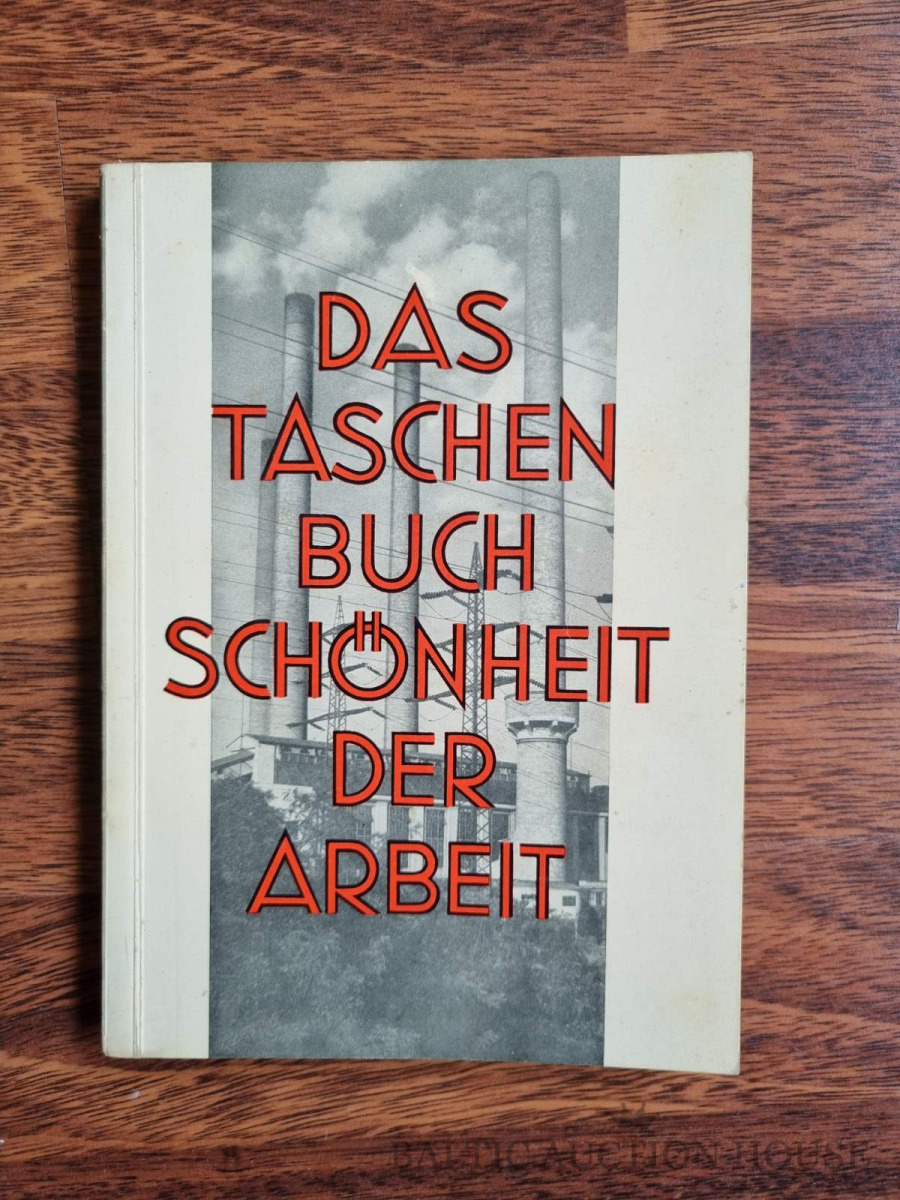 DAS
TASCHEN
BUCH
SCHÖNHEIT
DER
ARBEIT
BALTIC AUCTION HOUSE